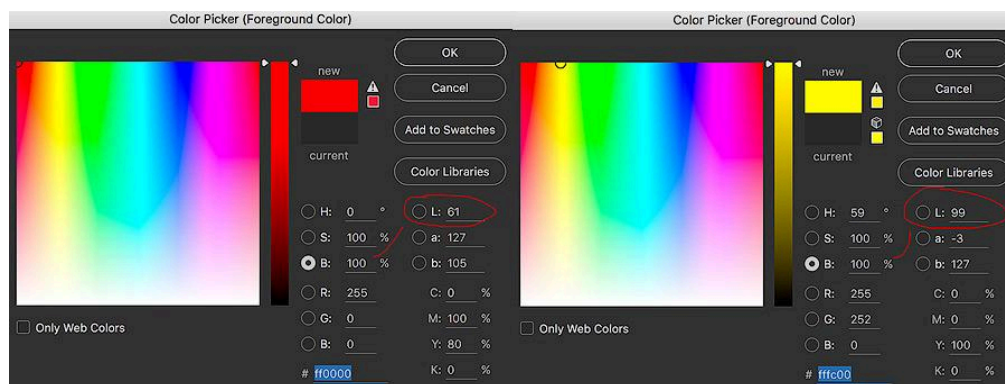 Color Picker (Foreground Color)
new
current
OK
Cancel
Add to Swatches
Color Libraries
H: 0 °
L: 61
S: 100 %
a: 127
B: 100 %
b: 105
R: 255
C: 0 %
G: 0
M: 100 %
B: 0
Y: 80 %
# ff0000
K: 0 %
Only Web Colors
Color Picker (Foreground Color)
new
current
OK
Cancel
Add to Swatches
Color Libraries
H: 59 °
L: 99
S: 100 %
a: -3
B: 100 %
b: 127
R: 255
C: 0 %
G: 252
M: 0 %
B: 0
Y: 100 %
# fffc00
K: 0 %
Only Web Colors